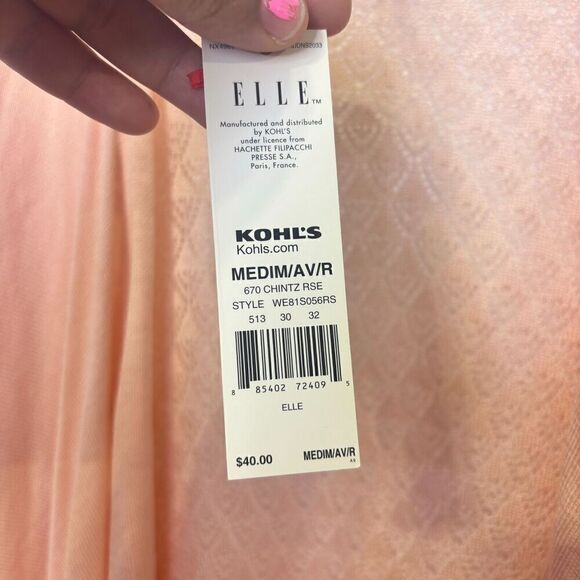 ELLE™
Manufactured and distributed
by KOHL'S
under licence from
HACHETTE FILIPACCHI
PRESSE S.A.,
Paris, France.
KOHL'S
Kohls.com
MEDIM/AV/R
670 CHINTZ RSE
STYLE WE81S056RS
513 30 32
8 85402 72409 5
ELLE
$40.00 MEDIM/AV/R